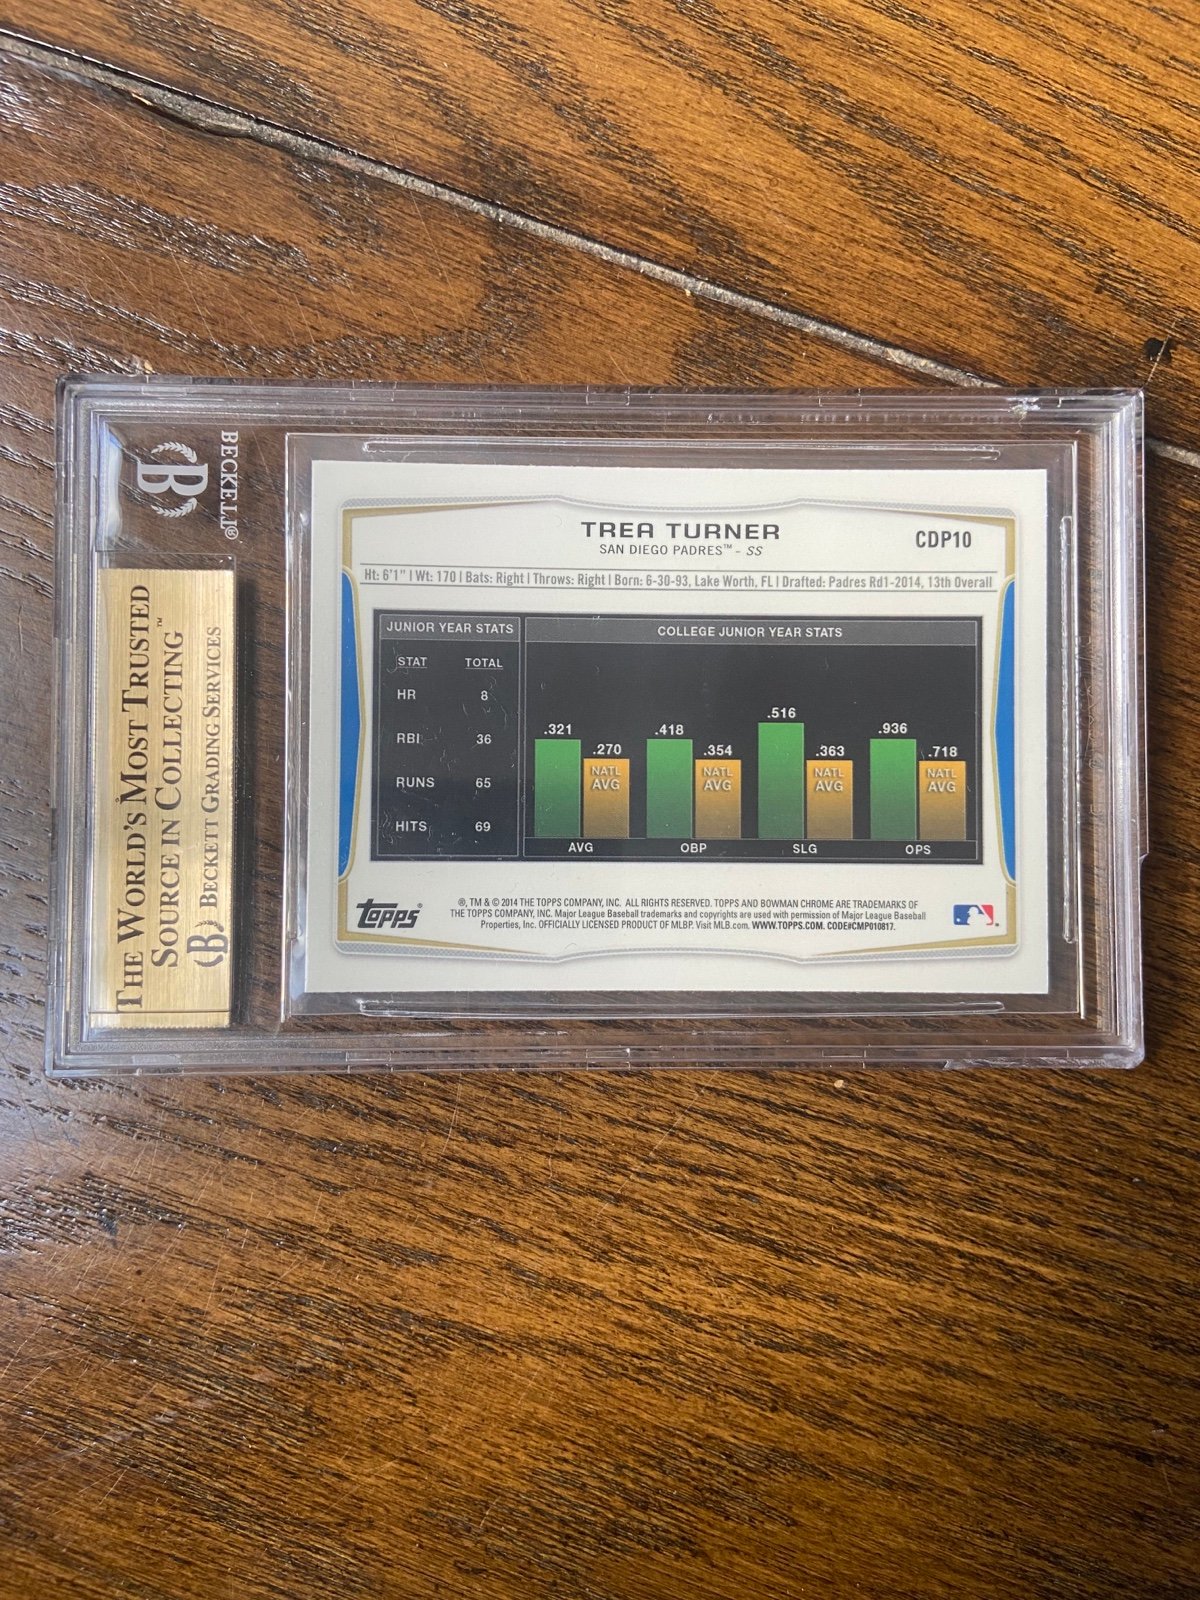 BECKETT®
B
THE WORLD'S MOST TRUSTED
SOURCE IN COLLECTING™
B BECKETT GRADING SERVICES
TREA TURNER
SAN DIEGO PADRES™ - SS
CDP10
Ht: 6'1" | Wt: 170 | Bats: Right | Throws: Right | Born: 6-30-93, Lake Worth, FL | Drafted: Padres Rd1-2014, 13th Overall
JUNIOR YEAR STATS
STAT TOTAL
HR 8
RBI 36
RUNS 65
HITS 69
COLLEGE JUNIOR YEAR STATS
.321 .270 .418 .354 .516 .363 .936 .718
NATL AVG NATL AVG NATL AVG NATL AVG
AVG OBP SLG OPS
Topps®
®, TM & © 2014 THE TOPPS COMPANY, INC. ALL RIGHTS RESERVED. TOPPS AND BOWMAN CHROME ARE TRADEMARKS OF
THE TOPPS COMPANY, INC. Major League Baseball trademarks and copyrights are used with permission of Major League Baseball
Properties, Inc. OFFICIALLY LICENSED PRODUCT OF MLBP. Visit MLB.com. WWW.TOPPS.COM. CODE#CMP010817.